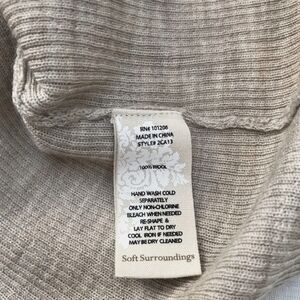 RN# 101206
MADE IN CHINA
STYLE# 2CA13
100% WOOL
HAND WASH COLD
SEPARATELY
ONLY NON-CHLORINE
BLEACH WHEN NEEDED
RE-SHAPE &
LAY FLAT TO DRY
COOL IRON IF NEEDED
MAY BE DRY CLEANED
Soft Surroundings